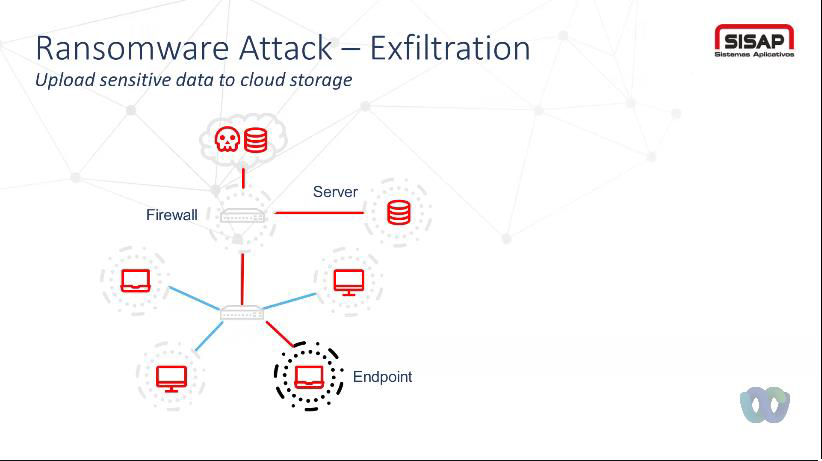 Ransomware Attack – Exfiltration
Upload sensitive data to cloud storage
SISAP
Sistemas Aplicativos
Server
Firewall
Endpoint